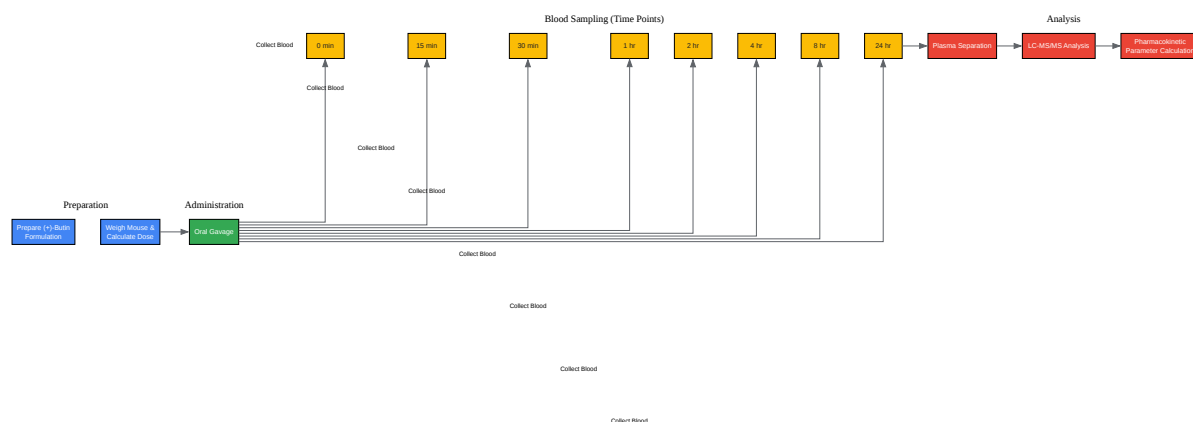 Blood Sampling (Time Points)
Analysis
Collect Blood
0 min
15 min
30 min
1 hr
2 hr
4 hr
8 hr
24 hr
Plasma Separation
LC-MS/MS Analysis
Pharmacokinetic
Parameter Calculation
Collect Blood
Collect Blood
Collect Blood
Preparation
Administration
Prepare (+)-Butin
Formulation
Weigh Mouse &
Calculate Dose
Oral Gavage
Collect Blood
Collect Blood
Collect Blood
Collect Blood